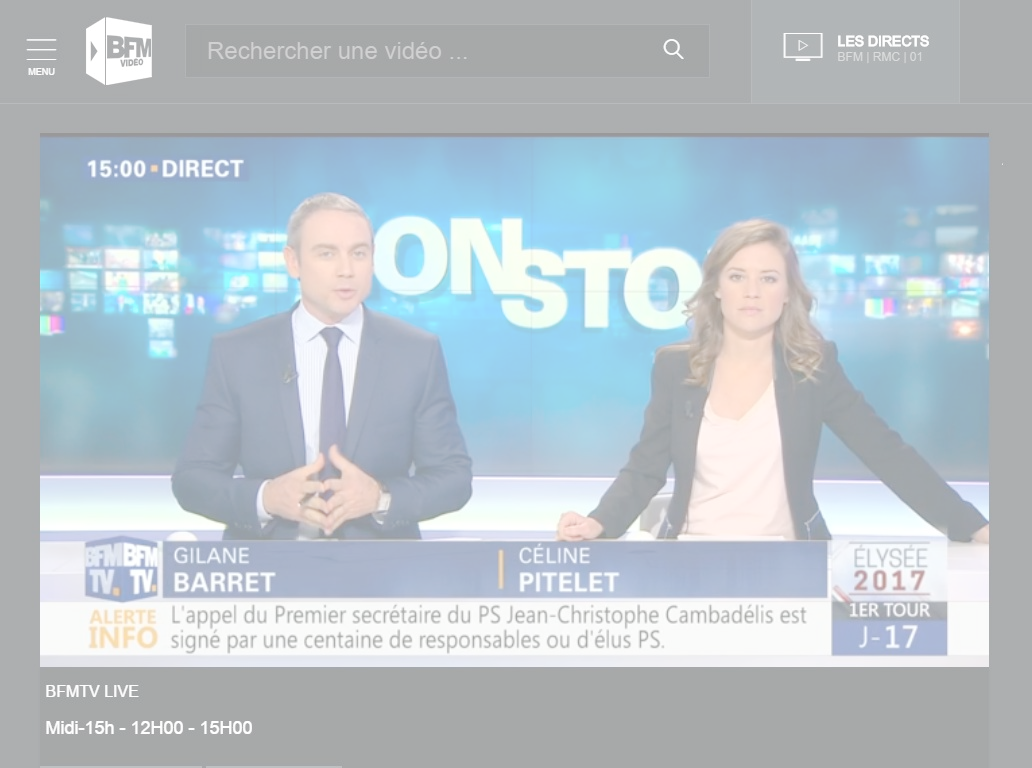 MENU
BFM
VIDÉO
Rechercher une vidéo ...
LES DIRECTS
BFM | RMC | 01
15:00 DIRECT
ON
STO
BFM BFM
TV. TV.
GILANE
BARRET
CÉLINE
PITELET
ÉLYSÉE
2017
1ER TOUR
J-17
ALERTE
INFO
L'appel du Premier secrétaire du PS Jean-Christophe Cambadélis est
signé par une centaine de responsables ou d'élus PS.
BFMTV LIVE
Midi-15h - 12H00 - 15H00